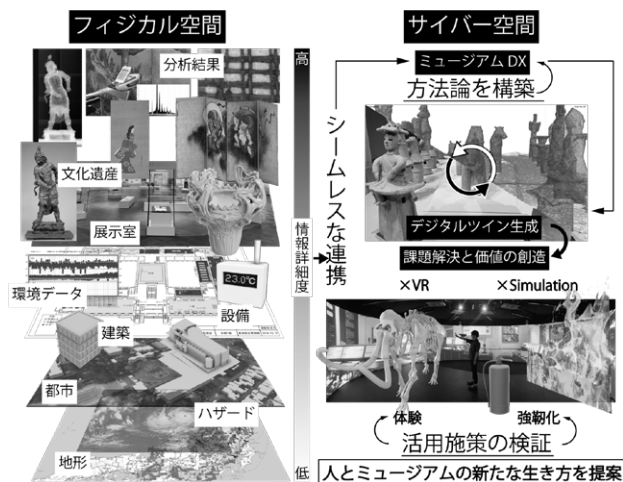 フィジカル空間
分析結果
文化遺産
展示室
環境データ
23.0℃
設備
建築
都市
ハザード
地形
高
情報詳細度
低
シームレスな連携
サイバー空間
ミュージアム DX
方法論を構築
デジタルツイン生成
課題解決と価値の創造
×VR
×Simulation
体験
強靭化
活用施策の検証
人とミュージアムの新たな生き方を提案